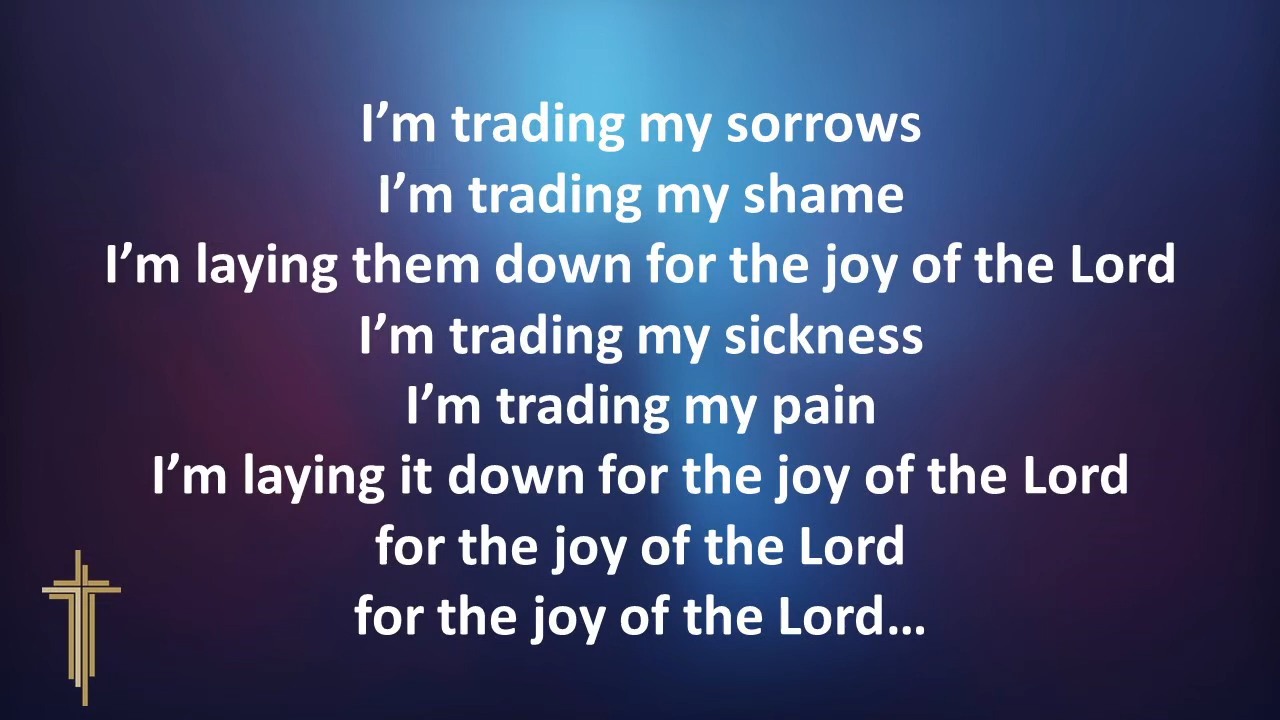 I’m trading my sorrows
I’m trading my shame
I’m laying them down for the joy of the Lord
I’m trading my sickness
I’m trading my pain
I’m laying it down for the joy of the Lord
for the joy of the Lord
for the joy of the Lord…